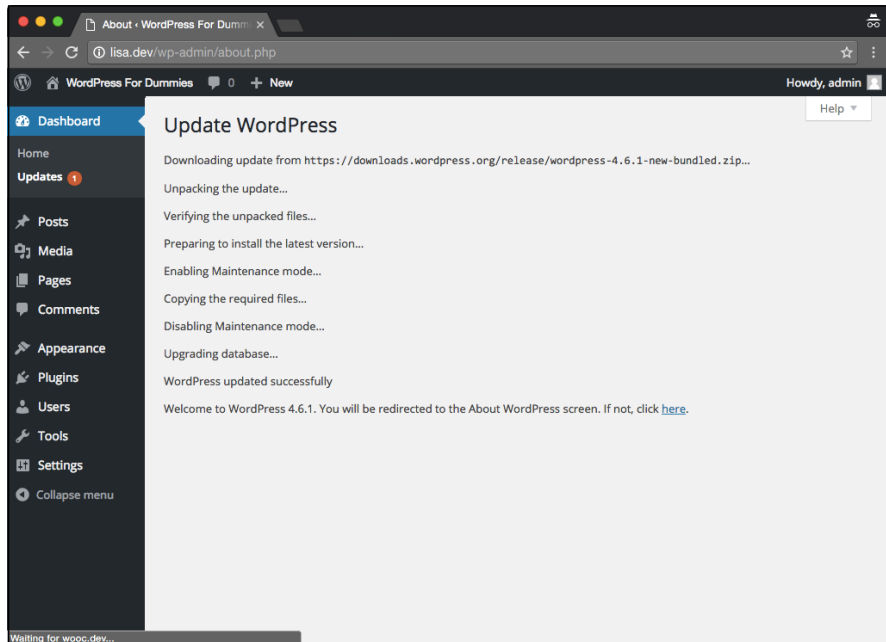 About ‹ WordPress For Dumm
lisa.dev/wp-admin/about.php
WordPress For Dummies 0 + New Howdy, admin
Help
Dashboard
Home
Updates 1
Posts
Media
Pages
Comments
Appearance
Plugins
Users
Tools
Settings
Collapse menu
Update WordPress
Downloading update from https://downloads.wordpress.org/release/wordpress-4.6.1-new-bundled.zip…
Unpacking the update…
Verifying the unpacked files…
Preparing to install the latest version…
Enabling Maintenance mode…
Copying the required files…
Disabling Maintenance mode…
Upgrading database…
WordPress updated successfully
Welcome to WordPress 4.6.1. You will be redirected to the About WordPress screen. If not, click here.
Waiting for wooc.dev...